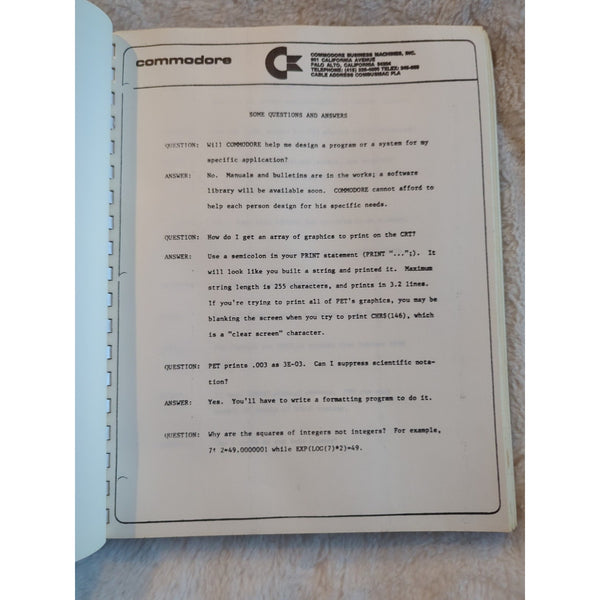 commodore
COMMODORE BUSINESS MACHINES, INC.
901 CALIFORNIA AVENUE
PALO ALTO, CALIFORNIA 94304
TELEPHONE: (415) 326-4000 TELEX:
CABLE ADDRESS COMBUSMAC PLA
SOME QUESTIONS AND ANSWERS
QUESTION: Will COMMODORE help me design a program or a system for my
specific application?
ANSWER: No. Manuals and bulletins are in the works; a software
library will be available soon. COMMODORE cannot afford to
help each person design for his specific needs.
QUESTION: How do I get an array of graphics to print on the CRT?
ANSWER: Use a semicolon in your PRINT statement (PRINT "...";). It
will look like you built a string and printed it. Maximum
string length is 255 characters, and prints in 3.2 lines.
If you're trying to print all of PET's graphics, you may be
blanking the screen when you try to print CHR$(146), which
is a "clear screen" character.
QUESTION: PET prints .003 as 3E-03. Can I suppress scientific nota-
tion?
ANSWER: Yes. You'll have to write a formatting program to do it.
QUESTION: Why are the squares of integers not integers? For example,
7↑ 2=49.0000001 while EXP(LOG(7)*2)=49.